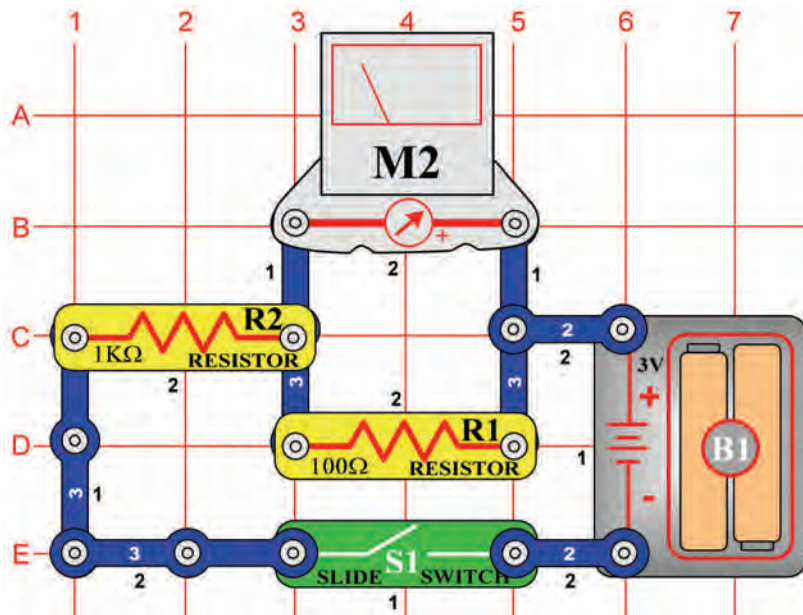 1 2 3 4 5 6 7
A
M2
B
+
1 2 1
R2
C
2
1KΩ RESISTOR
3V
2 3 2 3 2
+
R1
D
100Ω RESISTOR
1
B1
3 1
-
E
3
S1
2
SLIDE SWITCH
2 1 2